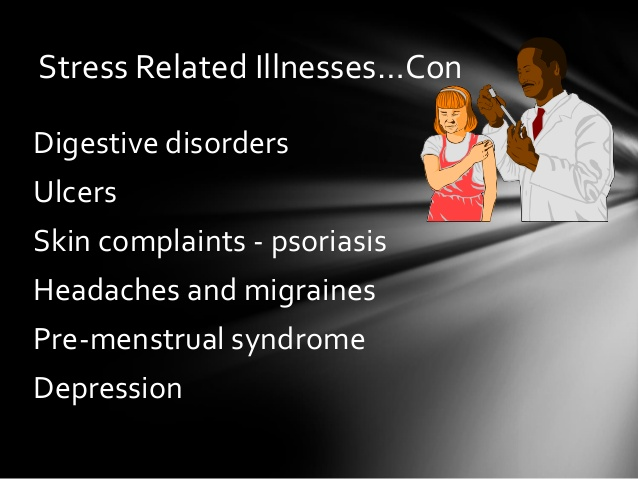 Stress Related Illnesses...Con
Digestive disorders
Ulcers
Skin complaints - psoriasis
Headaches and migraines
Pre-menstrual syndrome
Depression